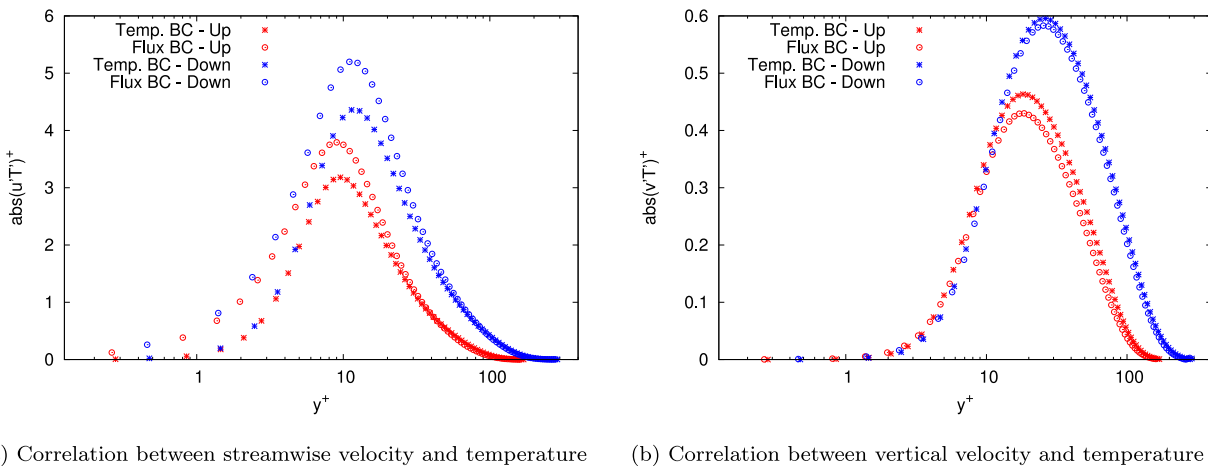 Temp. BC - Up
Flux BC - Up
Temp. BC - Down
Flux BC - Down
6
5
4
3
2
1
0
abs(u'T')+
1
10
100
y+
) Correlation between streamwise velocity and temperature
Temp. BC - Up
Flux BC - Up
Temp. BC - Down
Flux BC - Down
0.6
0.5
0.4
0.3
0.2
0.1
0
abs(v'T')+
1
10
100
y+
(b) Correlation between vertical velocity and temperature